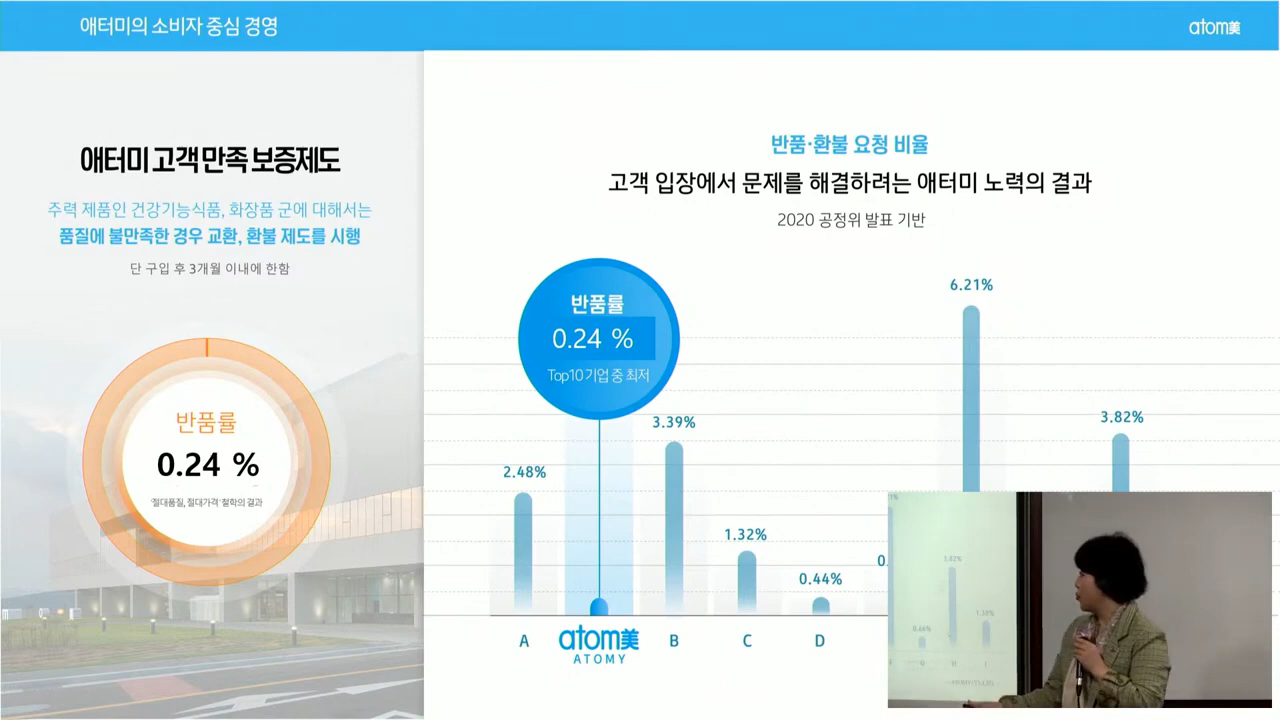 애터미의 소비자 중심 경영
atom美
애터미 고객 만족 보증제도
주력 제품인 건강기능식품, 화장품 군에 대해서는
품질에 불만족한 경우 교환, 환불 제도를 시행
단 구입 후 3개월 이내에 한함
반품률
0.24 %
'절대품질, 절대가격' 철학의 결과
반품·환불 요청 비율
고객 입장에서 문제를 해결하려는 애터미 노력의 결과
2020 공정위 발표 기반
반품률
0.24 %
Top10 기업 중 최저
2.48%
3.39%
1.32%
0.44%
0.
6.21%
3.82%
A
atom美
ATOMY
B
C
D
3.82%
H
I